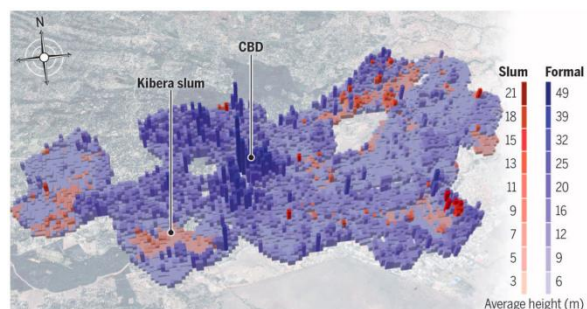 N
CBD
Kibera slum
Slum Formal
21 49
18 39
15 32
13 25
11 20
9 16
7 12
5 9
3 6
Average height (m)